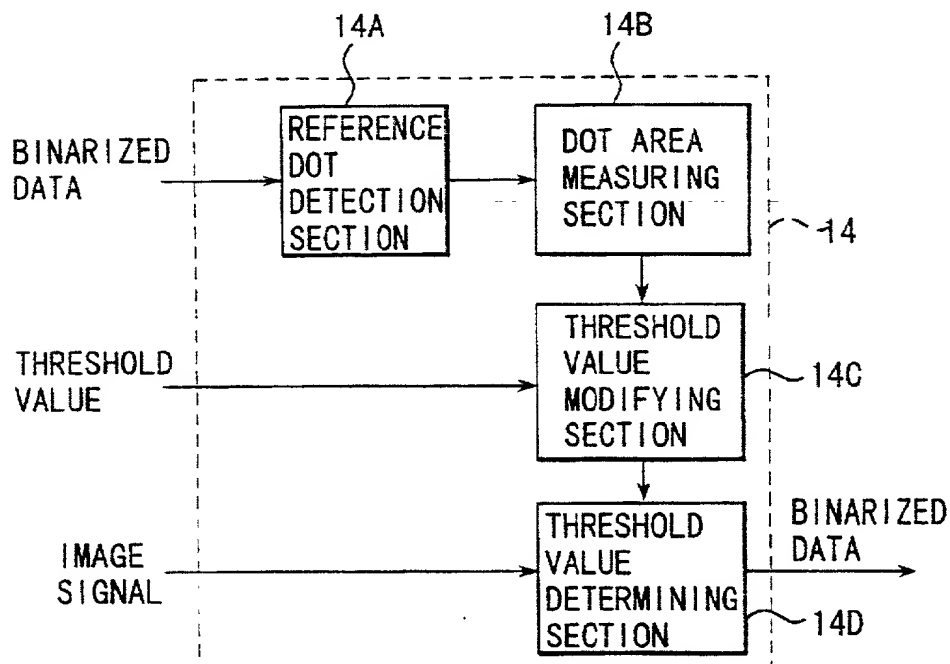 14A
14B
BINARIZED
DATA
REFERENCE
DOT
DETECTION
SECTION
DOT AREA
MEASURING
SECTION
14
THRESHOLD
VALUE
THRESHOLD
VALUE
MODIFYING
SECTION
14C
IMAGE
SIGNAL
THRESHOLD
VALUE
DETERMINING
SECTION
BINARIZED
DATA
14D